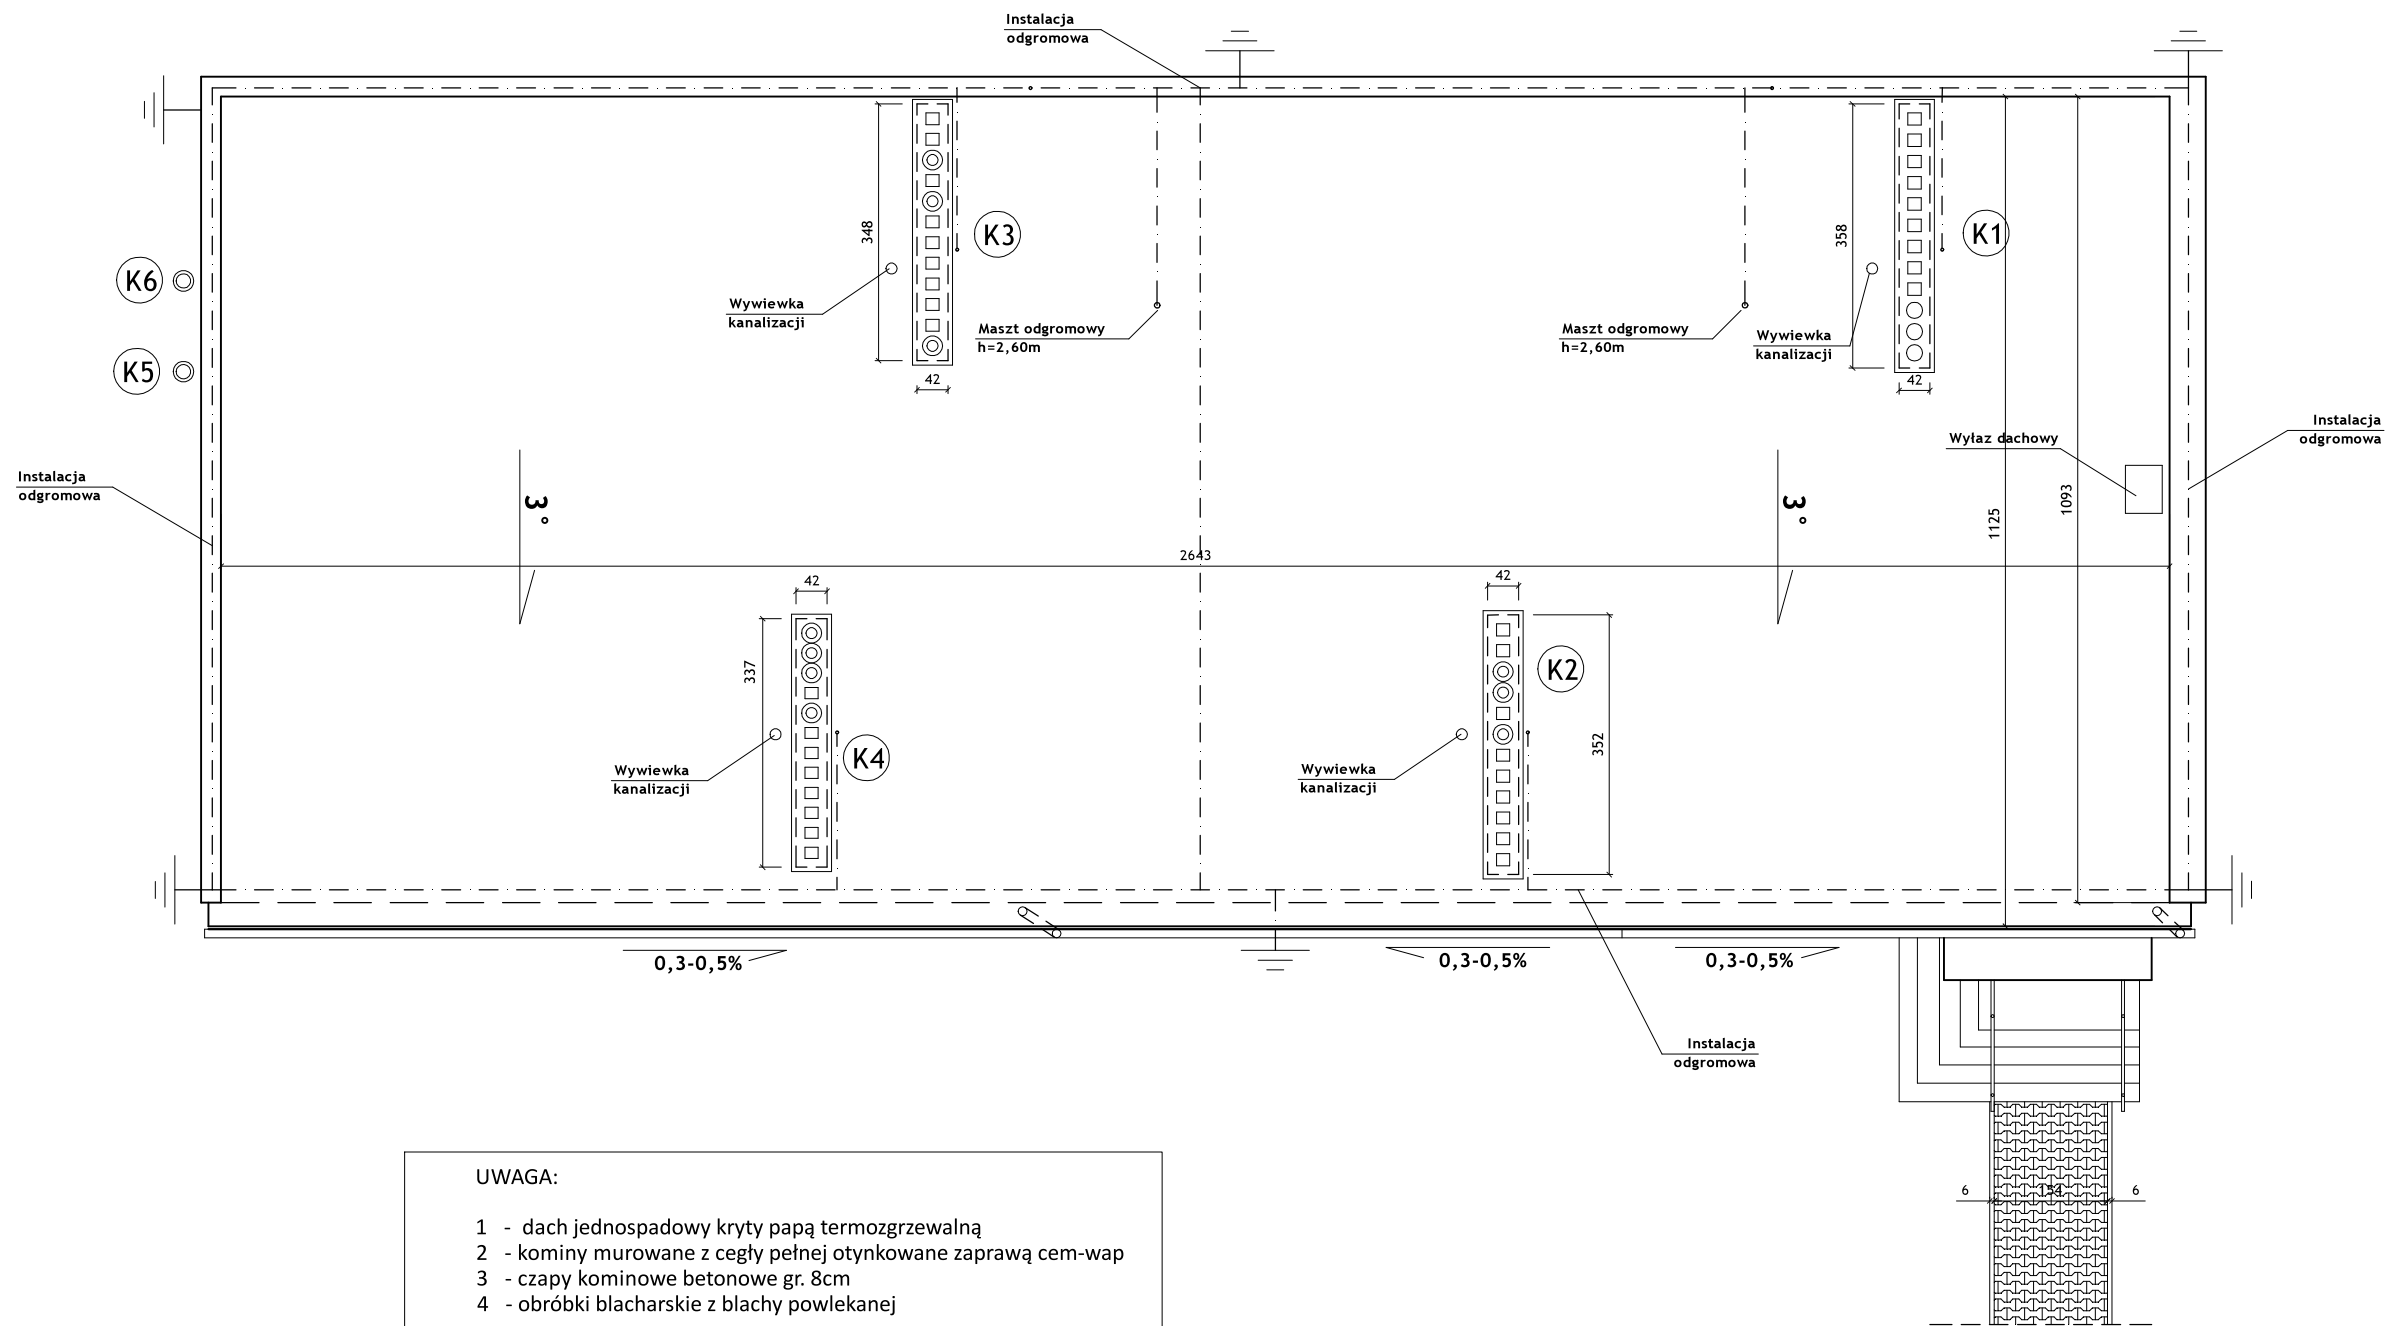 Instalacja
odgromowa
348
K3
358
K1
K6
Wywiewka
kanalizacji
Maszt odgromowy
h=2,60m
Maszt odgromowy
h=2,60m
Wywiewka
kanalizacji
K5
42
42
Instalacja
odgromowa
Wyłaz dachowy
Instalacja
odgromowa
3°
3°
1093
1125
2643
42
42
337
K2
352
K4
Wywiewka
kanalizacji
Wywiewka
kanalizacji
0,3-0,5%
0,3-0,5%
0,3-0,5%
Instalacja
odgromowa
6
154
6
UWAGA:
1 - dach jednospadowy kryty papą termozgrzewalną
2 - kominy murowane z cegły pełnej otynkowane zaprawą cem-wap
3 - czapy kominowe betonowe gr. 8cm
4 - obróbki blacharskie z blachy powlekanej